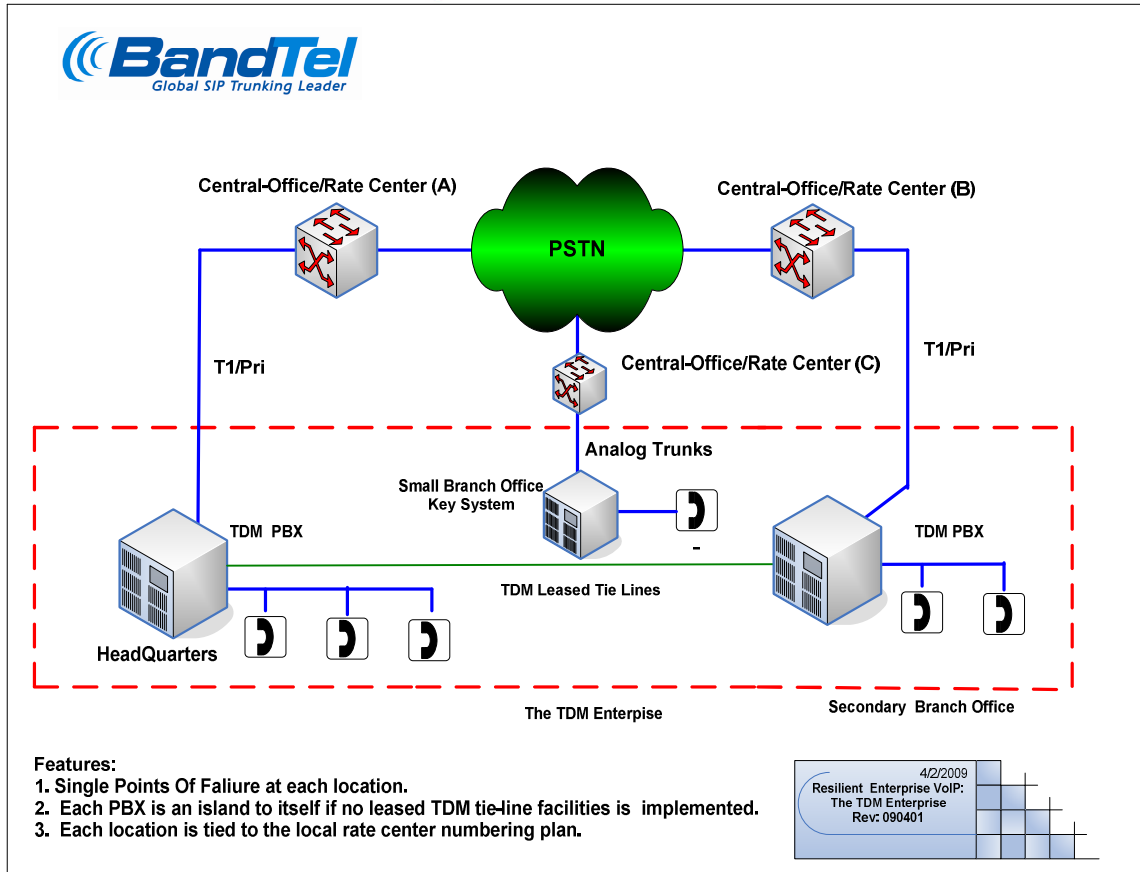 BandTel
Global SIP Trunking Leader
Central-Office/Rate Center (A)
Central-Office/Rate Center (B)
PSTN
T1/Pri
Central-Office/Rate Center (C)
T1/Pri
Analog Trunks
Small Branch Office
Key System
TDM PBX
TDM PBX
-
TDM Leased Tie Lines
HeadQuarters
The TDM Enterpise
Secondary Branch Office
Features:
1. Single Points Of Faliure at each location.
2. Each PBX is an island to itself if no leased TDM tie-line facilities is implemented.
3. Each location is tied to the local rate center numbering plan.
4/2/2009
Resilient Enterprise VoIP:
The TDM Enterprise
Rev: 090401